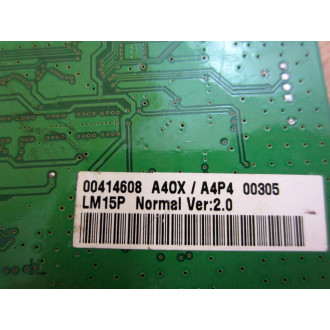 00414608 A40X / A4P4 00305
LM15P Normal Ver:2.0